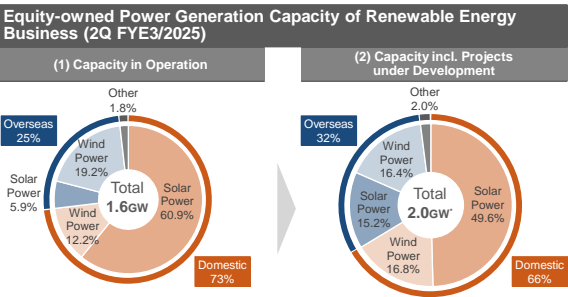 Equity-owned Power Generation Capacity of Renewable Energy
Business (2Q FYE3/2025)
(1) Capacity in Operation
Other
1.8%
Overseas
25%
Wind
Power
19.2%
Solar
Power
5.9%
Total
1.6GW
Solar
Power
60.9%
Wind
Power
12.2%
Domestic
73%
(2) Capacity incl. Projects
under Development
Other
2.0%
Overseas
32%
Wind
Power
16.4%
Solar
Power
15.2%
Total
2.0GW*
Solar
Power
49.6%
Wind
Power
16.8%
Domestic
66%